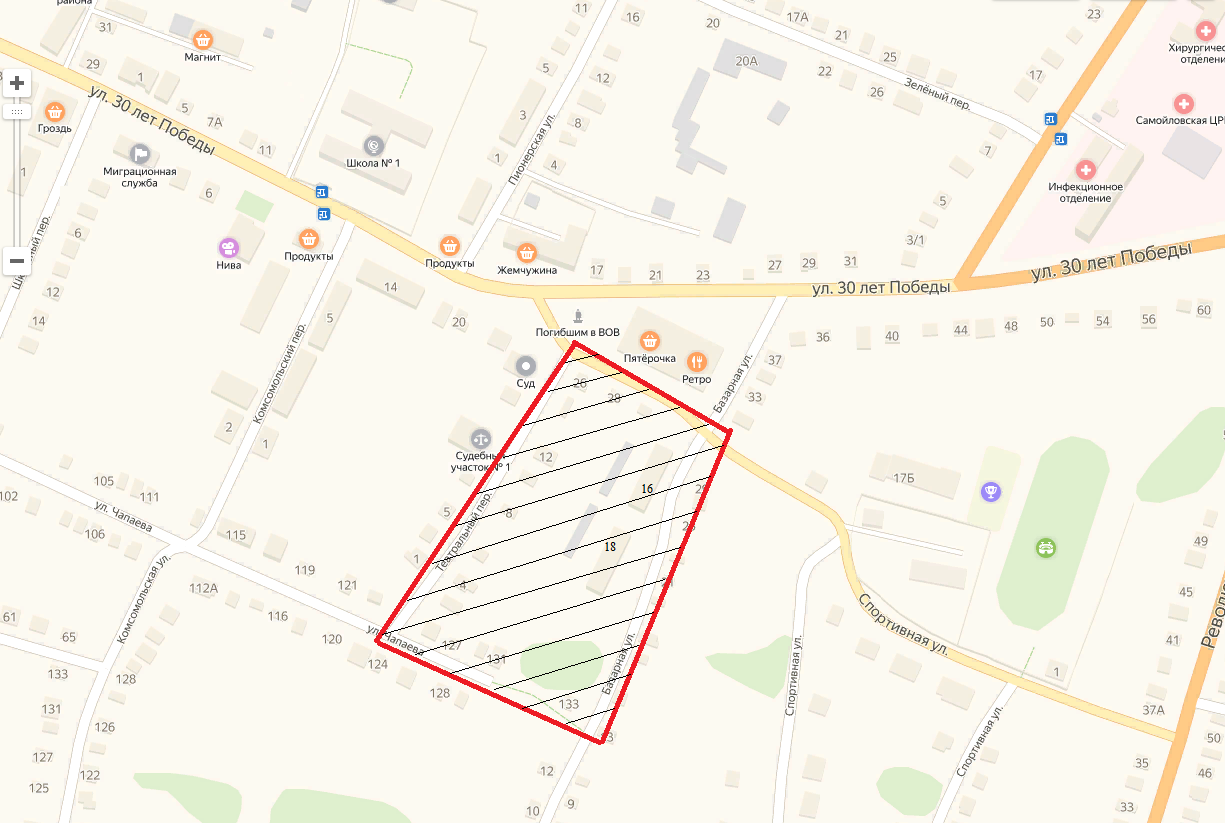 района
31
Магнит
29
1
5
7А
Гроздь
ул. 30 лет Победы
11
Миграционная
служба
Школа № 1
6
Нива
Продукты
6
12
14
11
16
5
12
3
8
1
4
Пионерская ул.
Продукты
Жемчужина
20
17А
21
23
20А
22
25
26
17
Зелёный пер.
7
5
3/1
Хирургическ
отделени
Самойловская ЦР
Инфекционное
отделение
ул. 30 лет Победы
17
21
23
27
29
31
ул. 30 лет Победы
14
5
20
Погибшим в ВОВ
Пятёрочка
Ретро
Суд
Комсомольский пер.
2
1
26
28
Базарная ул.
37
33
36
40
44
48
50
54
56
60
Судебный
участок № 1
12
16
18
8
5
1
4
Театральный пер.
17Б
102
105
111
ул. Чапаева
106
115
119
121
112А
116
120
Комсомольская ул.
61
65
133
128
131
126
127
122
125
ул. Чапаева
127
131
124
128
133
Базарная ул.
12
9
10
Спортивная ул.
Спортивная ул.
Спортивная ул.
1
37А
49
45
41
50
35
46
33
Револю